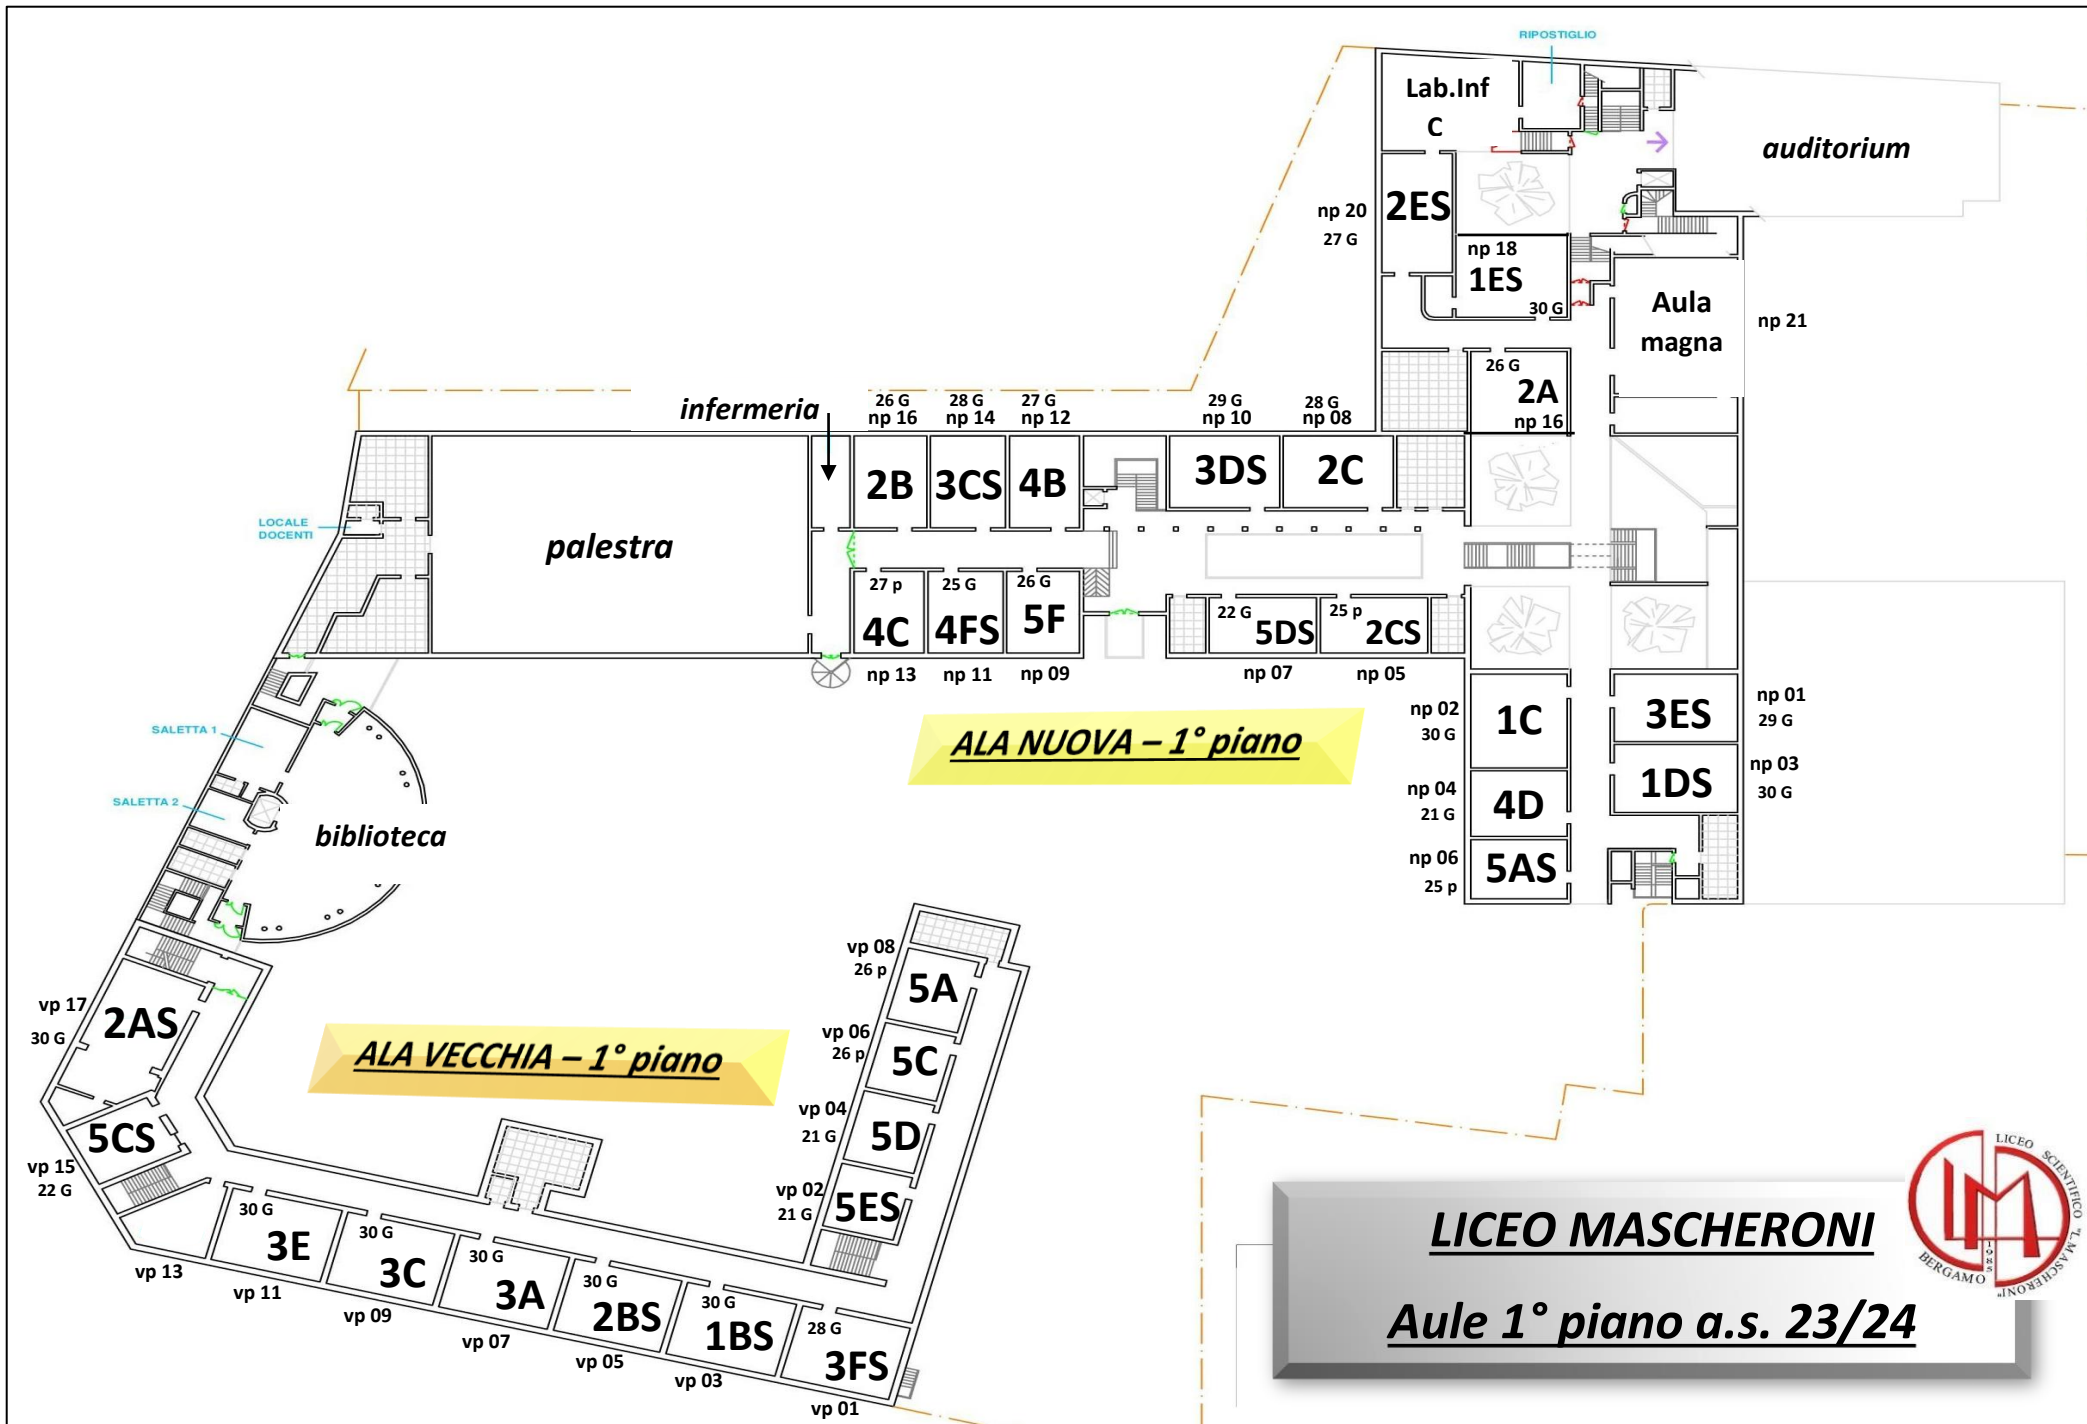 RIPOSTIGLIO
Lab.Inf
C
auditorium
np 20
27 G
2ES
np 18
1ES
30 G
Aula
magna
np 21
26 G
2A
np 16
infermeria
26 G
np 16
28 G
np 14
27 G
np 12
29 G
np 10
28 G
np 08
2B
3CS
4B
3DS
2C
LOCALE
DOCENTI
palestra
27 p
4C
np 13
25 G
4FS
np 11
26 G
5F
np 09
22 G
5DS
np 07
25 p
2CS
np 05
SALETTA 1
SALETTA 2
biblioteca
ALA NUOVA – 1° piano
np 02
30 G
1C
3ES
np 01
29 G
np 04
21 G
4D
1DS
np 03
30 G
np 06
25 p
5AS
vp 08
26 p
5A
vp 06
26 p
5C
vp 04
21 G
5D
vp 02
21 G
5ES
vp 17
30 G
2AS
ALA VECCHIA – 1° piano
5CS
vp 15
22 G
vp 13
30 G
3E
vp 11
30 G
3C
vp 09
30 G
3A
vp 07
30 G
2BS
vp 05
30 G
1BS
vp 03
28 G
3FS
vp 01
LICEO MASCHERONI
Aule 1° piano a.s. 23/24
LICEO SCIENTIFICO "L.MASCHERONI"
BERGAMO
1985